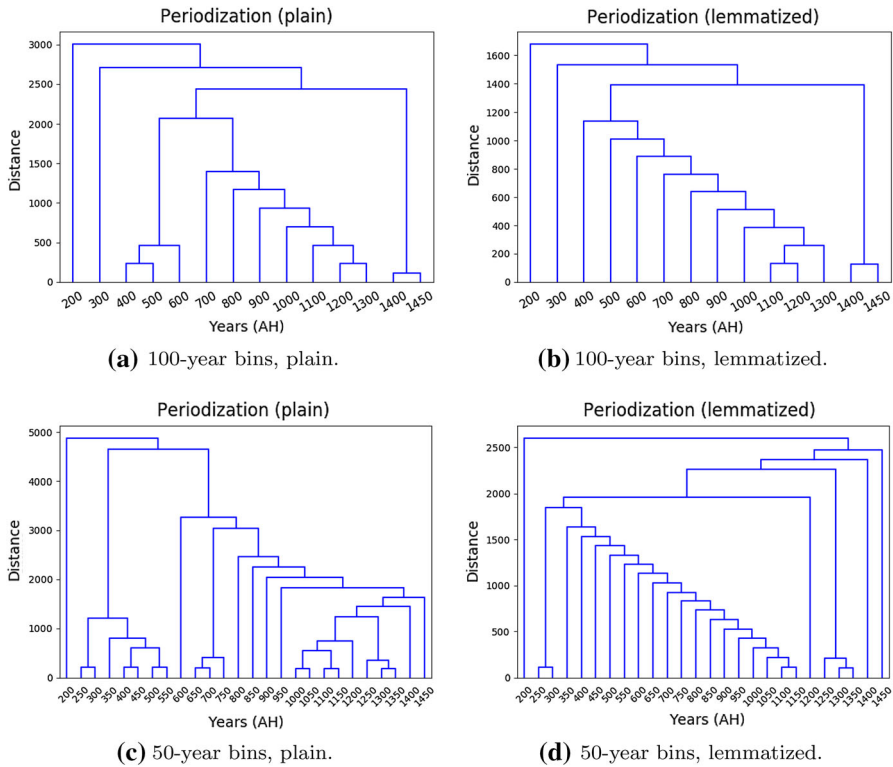 Periodization (plain)
3000
2500
2000
1500
1000
500
0
Distance
200 300 400 500 600 700 800 900 1000 1100 1200 1300 1400 1450
Years (AH)
(a) 100-year bins, plain.
Periodization (lemmatized)
1600
1400
1200
1000
800
600
400
200
0
Distance
200 300 400 500 600 700 800 900 1000 1100 1200 1300 1400 1450
Years (AH)
(b) 100-year bins, lemmatized.
Periodization (plain)
5000
4000
3000
2000
1000
0
Distance
200 250 300 350 400 450 500 550 600 650 700 750 800 850 900 950 1000 1050 1100 1150 1200 1250 1300 1350 1400 1450
Years (AH)
(c) 50-year bins, plain.
Periodization (lemmatized)
2500
2000
1500
1000
500
0
Distance
200 250 300 350 400 450 500 550 600 650 700 750 800 850 900 950 1000 1050 1100 1150 1200 1250 1300 1350 1400 1450
Years (AH)
(d) 50-year bins, lemmatized.